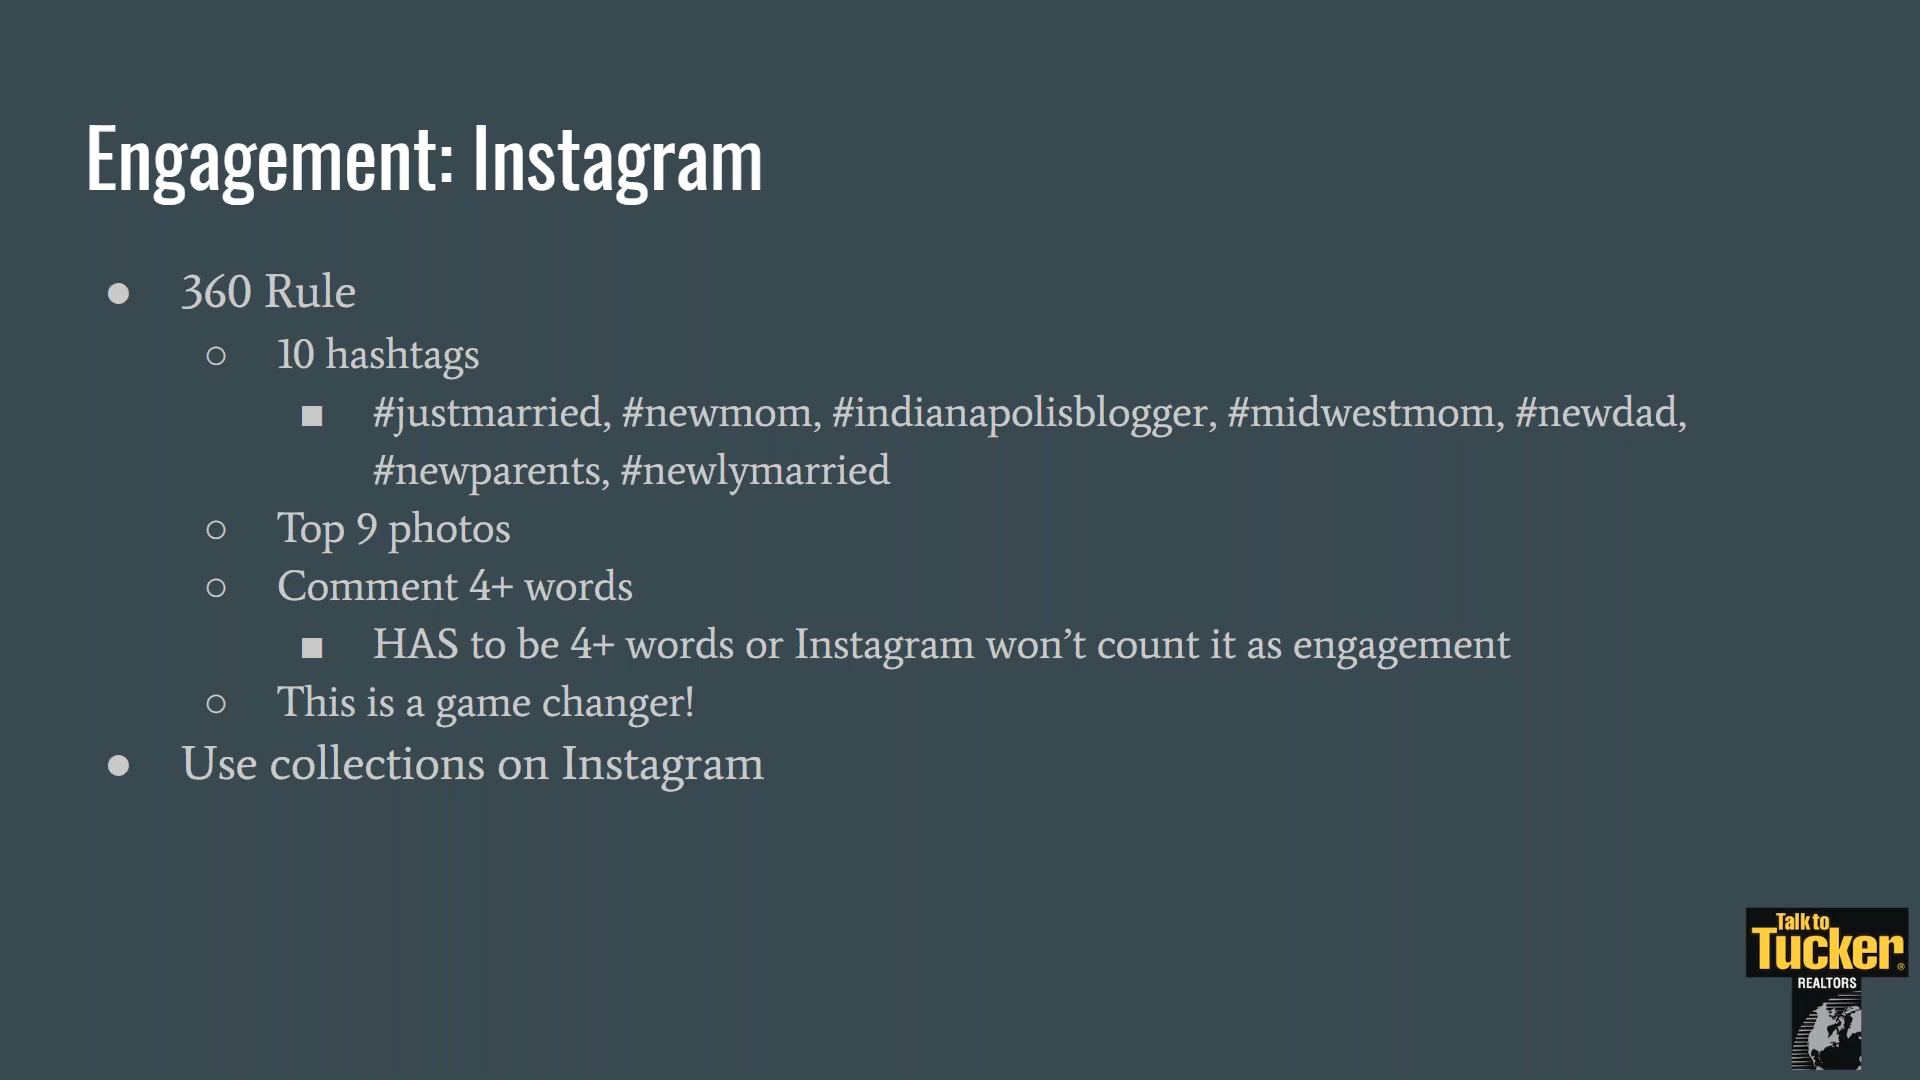 Engagement: Instagram
● 360 Rule
○ 10 hashtags
■ #justmarried, #newmom, #indianapolisblogger, #midwestmom, #newdad,
#newparents, #newlymarried
○ Top 9 photos
○ Comment 4+ words
■ HAS to be 4+ words or Instagram won’t count it as engagement
○ This is a game changer!
● Use collections on Instagram
Talk to
Tucker®
REALTORS